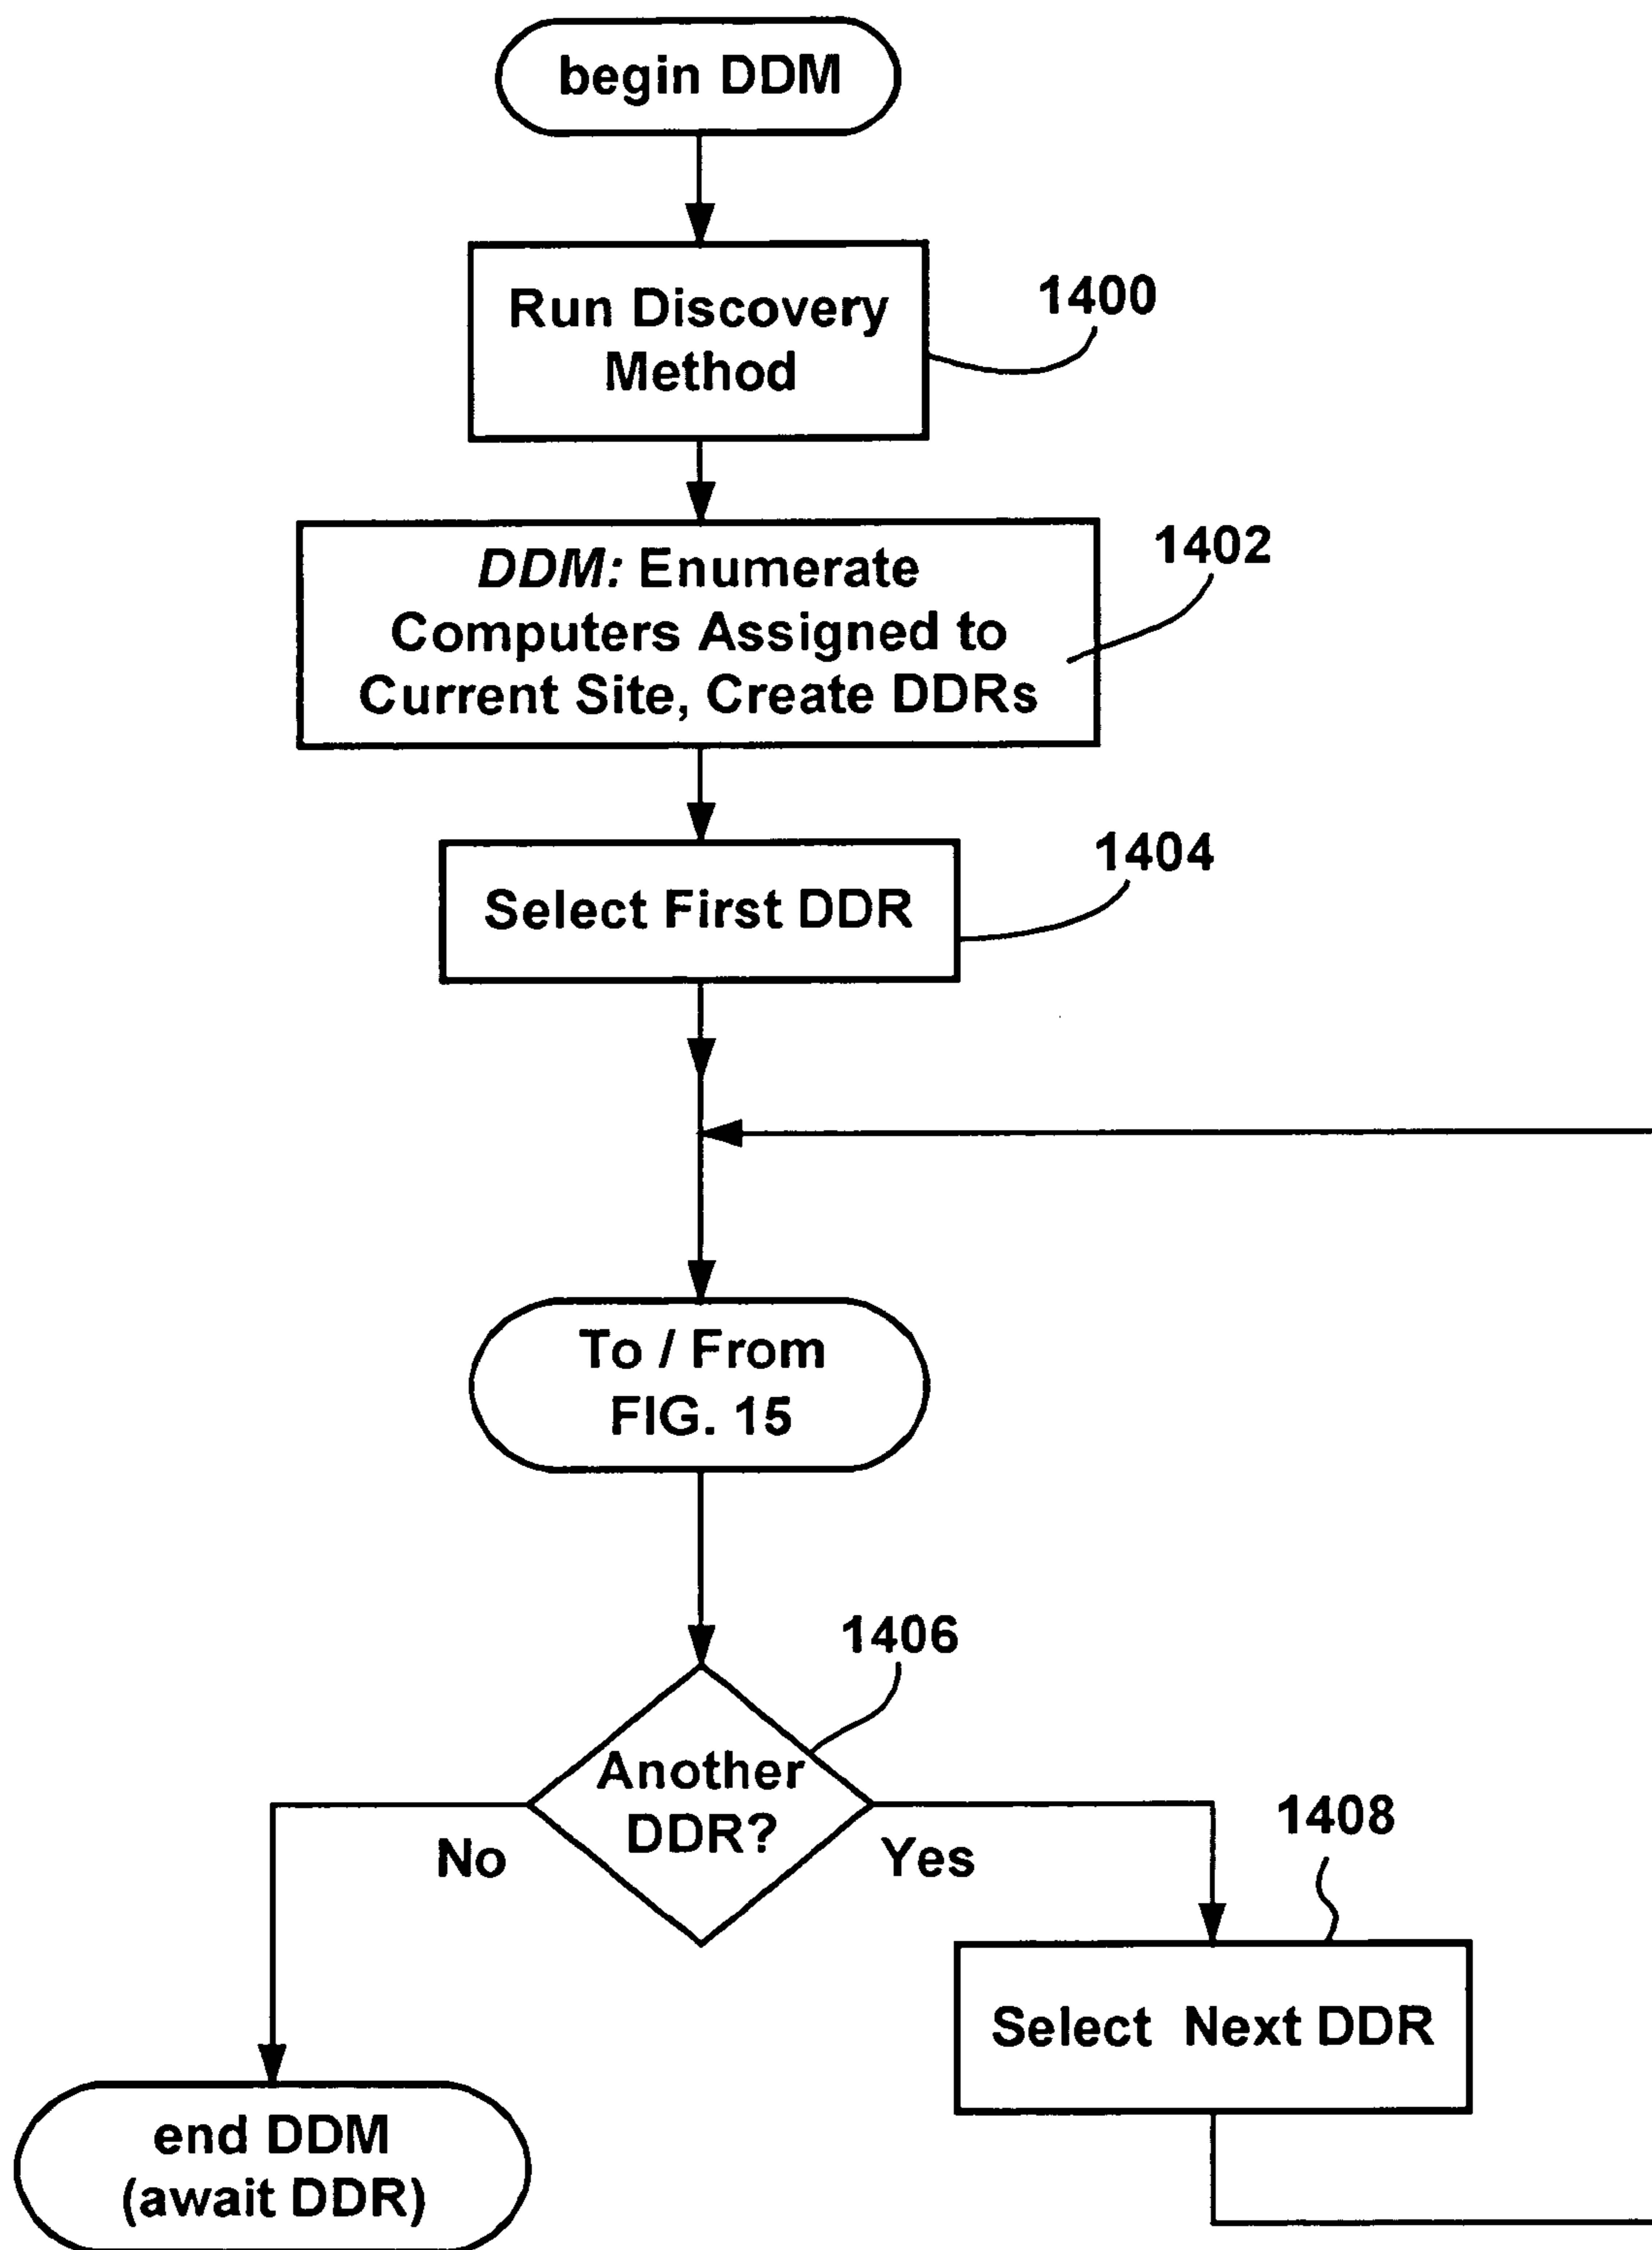 begin DDM
Run Discovery
Method
1400
DDM: Enumerate
Computers Assigned to
Current Site, Create DDRs
1402
Select First DDR
1404
To / From
FIG. 15
1406
Another
DDR?
No
Yes
1408
Select Next DDR
end DDM
(await DDR)